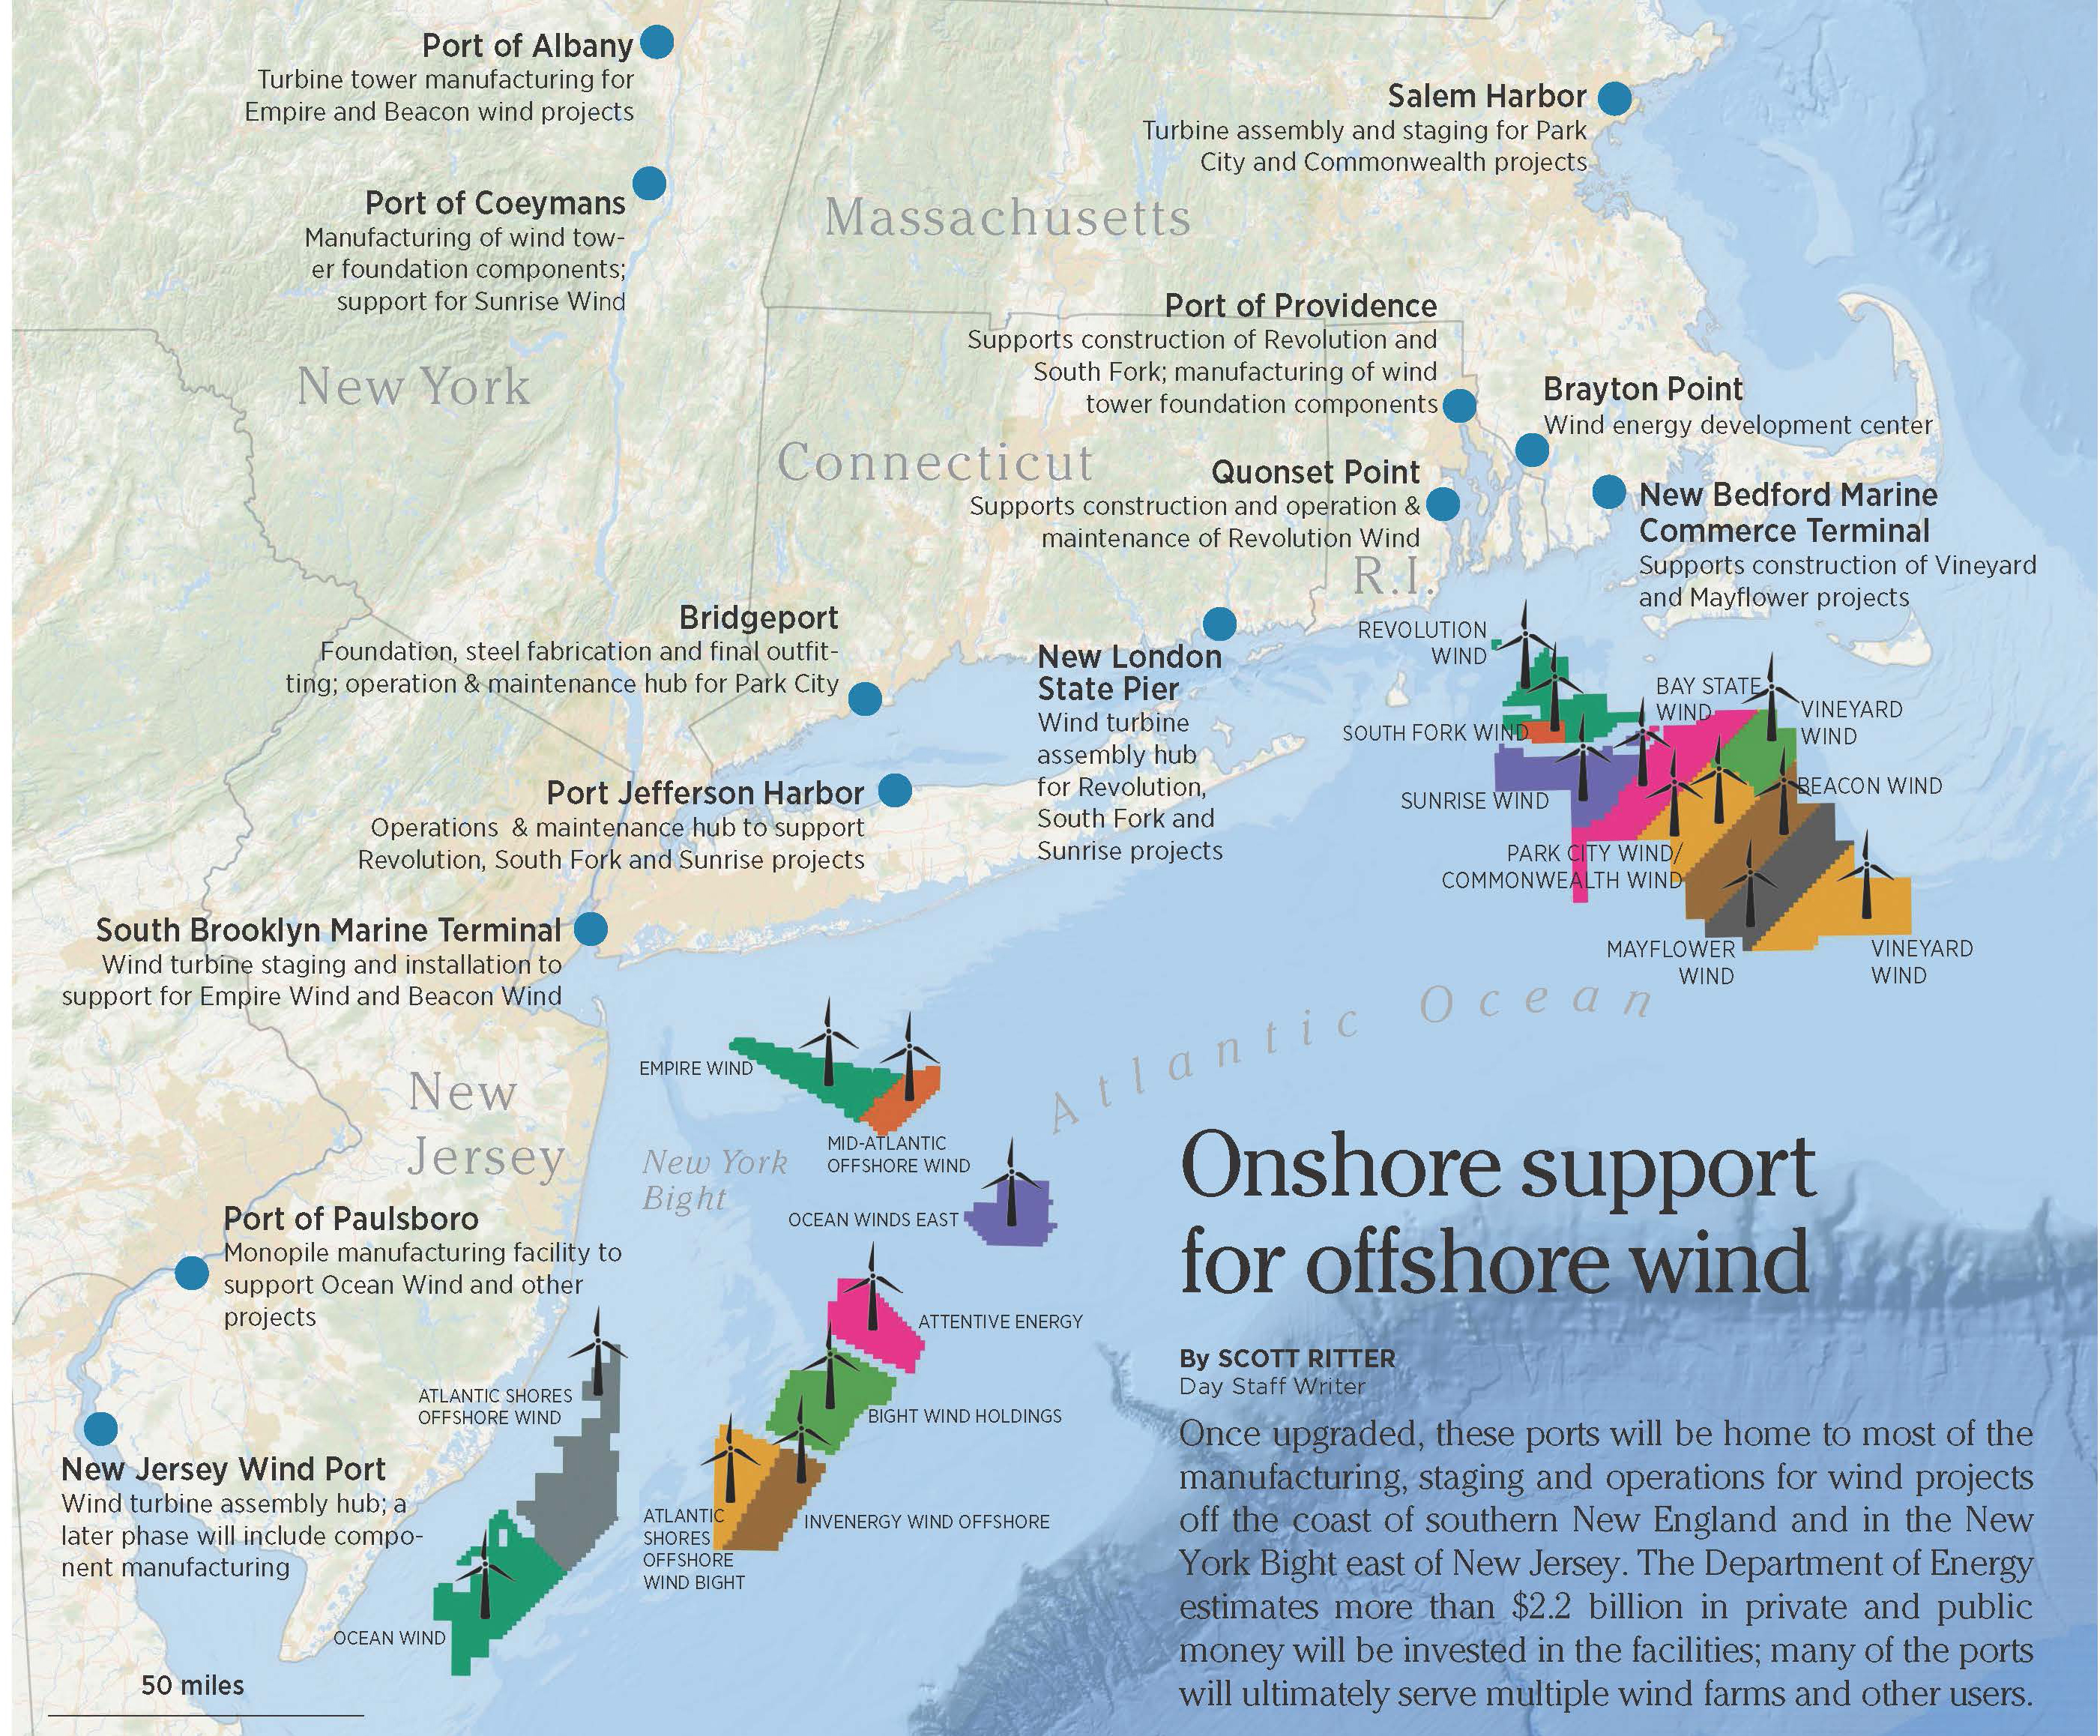 Port of Albany
Turbine tower manufacturing for
Empire and Beacon wind projects
Salem Harbor
Turbine assembly and staging for Park
City and Commonwealth projects
Port of Coeymans
Manufacturing of wind tow-
er foundation components;
support for Sunrise Wind
Massachusetts
Port of Providence
Supports construction of Revolution and
South Fork; manufacturing of wind
tower foundation components
New York
Brayton Point
Wind energy development center
Connecticut
Quonset Point
Supports construction and operation &
maintenance of Revolution Wind
R.I.
New Bedford Marine
Commerce Terminal
Supports construction of Vineyard
and Mayflower projects
Bridgeport
Foundation, steel fabrication and final outfit-
ting; operation & maintenance hub for Park City
New London
State Pier
Wind turbine
assembly hub
for Revolution,
South Fork and
Sunrise projects
REVOLUTION
WIND
BAY STATE
WIND
VINEYARD
WIND
SOUTH FORK WIND
BEACON WIND
SUNRISE WIND
PARK CITY WIND/
COMMONWEALTH WIND
MAYFLOWER
WIND
VINEYARD
WIND
Port Jefferson Harbor
Operations & maintenance hub to support
Revolution, South Fork and Sunrise projects
South Brooklyn Marine Terminal
Wind turbine staging and installation to
support for Empire Wind and Beacon Wind
Atlantic Ocean
EMPIRE WIND
MID-ATLANTIC
OFFSHORE WIND
New
Jersey
New York
Bight
OCEAN WINDS EAST
Port of Paulsboro
Monopile manufacturing facility to
support Ocean Wind and other
projects
ATTENTIVE ENERGY
ATLANTIC SHORES
OFFSHORE WIND
BIGHT WIND HOLDINGS
New Jersey Wind Port
Wind turbine assembly hub; a
later phase will include compo-
nent manufacturing
ATLANTIC
SHORES
OFFSHORE
WIND BIGHT
INVENERGY WIND OFFSHORE
OCEAN WIND
50 miles
Onshore support
for offshore wind
By SCOTT RITTER
Day Staff Writer
Once upgraded, these ports will be home to most of the
manufacturing, staging and operations for wind projects
off the coast of southern New England and in the New
York Bight east of New Jersey. The Department of Energy
estimates more than $2.2 billion in private and public
money will be invested in the facilities; many of the ports
will ultimately serve multiple wind farms and other users.